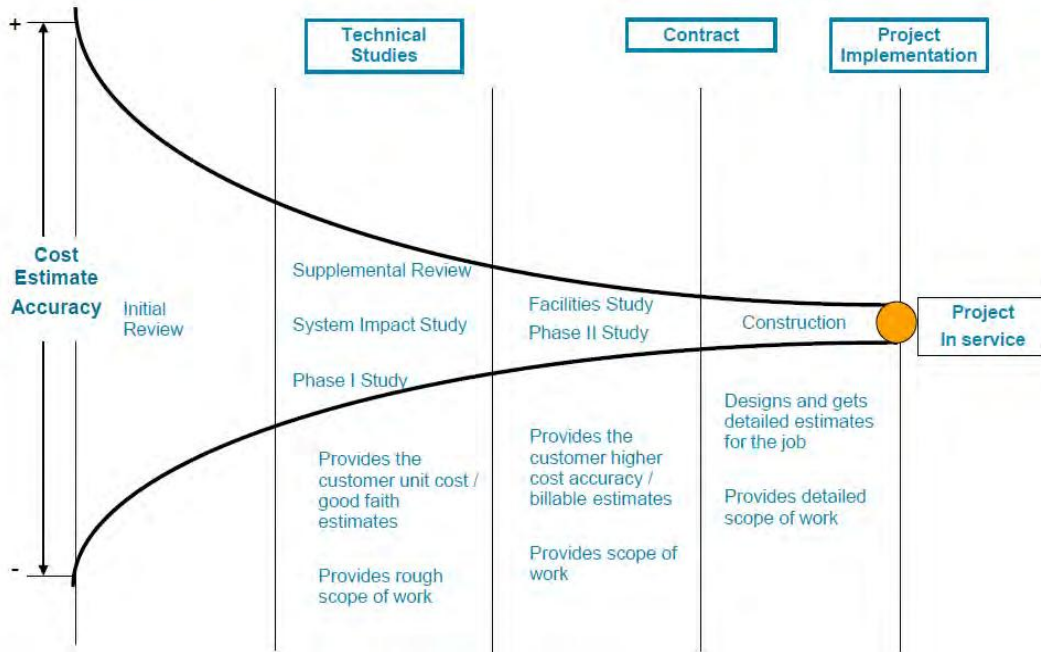 +
Technical
Studies
Contract
Project
Implementation
Cost
Estimate
Accuracy
Initial
Review
Supplemental Review
System Impact Study
Phase I Study
Facilities Study
Phase II Study
Construction
Project
In service
Provides the
customer unit cost /
good faith
estimates
Provides rough
scope of work
Provides the
customer higher
cost accuracy /
billable estimates
Provides scope of
work
Designs and gets
detailed estimates
for the job
Provides detailed
scope of work
-